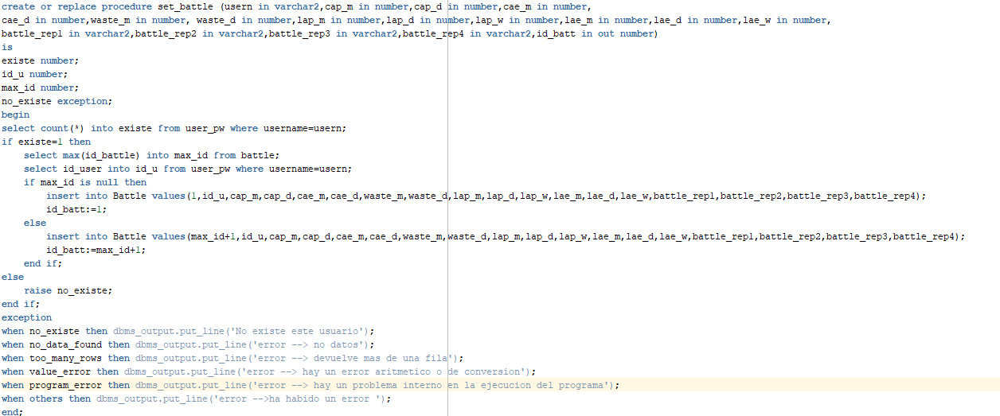 create or replace procedure set_battle (usern in varchar2,cap_m in number,cap_d in number,cae_m in number,
cae_d in number,waste_m in number, waste_d in number,lap_m in number,lap_d in number,lap_w in number,lae_m in number,lae_d in number,lae_w in number,
battle_rep1 in varchar2,battle_rep2 in varchar2,battle_rep3 in varchar2,battle_rep4 in varchar2,id_batt in out number)
is
existe number;
id_u number;
max_id number;
no_existe exception;
begin
select count(*) into existe from user_pw where username=usern;
if existe=1 then
    select max(id_battle) into max_id from battle;
    select id_user into id_u from user_pw where username=usern;
    if max_id is null then
        insert into Battle values(1,id_u,cap_m,cap_d,cae_m,cae_d,waste_m,waste_d,lap_m,lap_d,lap_w,lae_m,lae_d,lae_w,battle_rep1,battle_rep2,battle_rep3,battle_rep4);
        id_batt:=1;
    else
        insert into Battle values(max_id+1,id_u,cap_m,cap_d,cae_m,cae_d,waste_m,waste_d,lap_m,lap_d,lap_w,lae_m,lae_d,lae_w,battle_rep1,battle_rep2,battle_rep3,battle_rep4);
        id_batt:=max_id+1;
    end if;
else
    raise no_existe;
end if;
exception
when no_existe then dbms_output.put_line('No existe este usuario');
when no_data_found then dbms_output.put_line('error --> no datos');
when too_many_rows then dbms_output.put_line('error --> devuelve mas de una fila');
when value_error then dbms_output.put_line('error --> hay un error aritmetico o de conversion');
when program_error then dbms_output.put_line('error --> hay un problema interno en la ejecucion del programa');
when others then dbms_output.put_line('error -->ha habido un error ');
end;